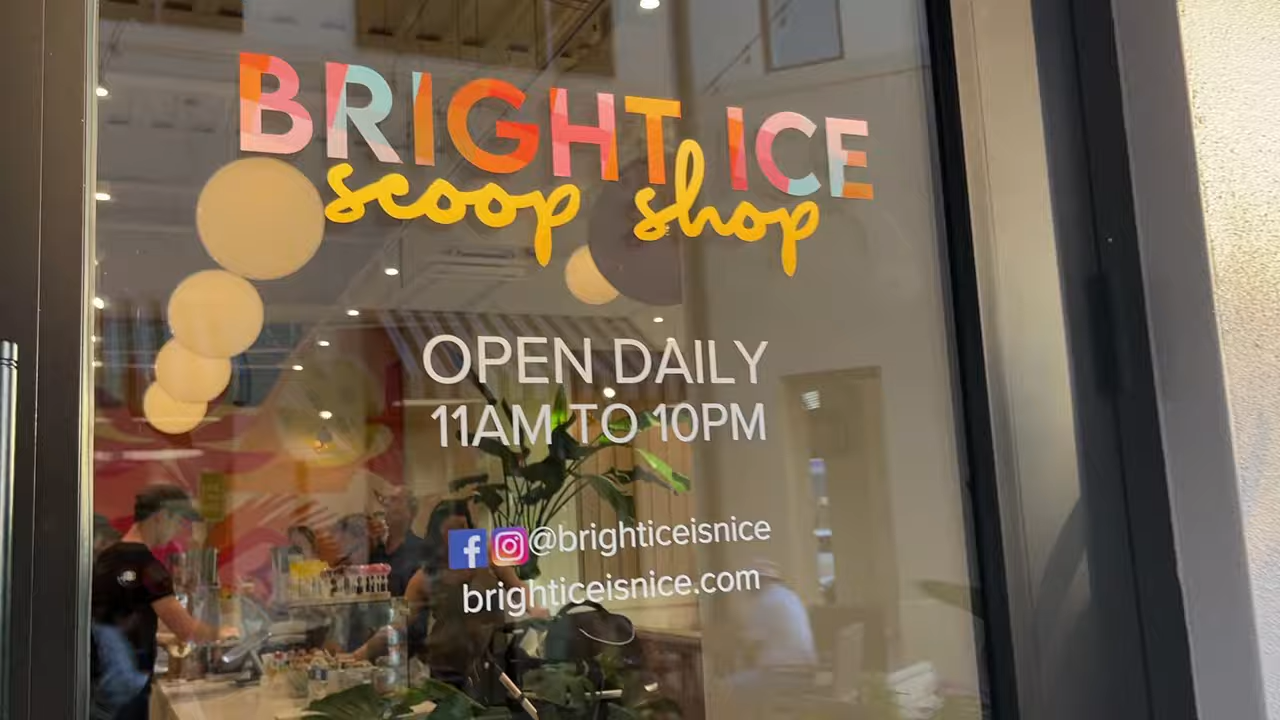 BRIGHT ICE
scoop shop
OPEN DAILY
11AM TO 10PM
@brighticeisnice
brighticeisnice.com